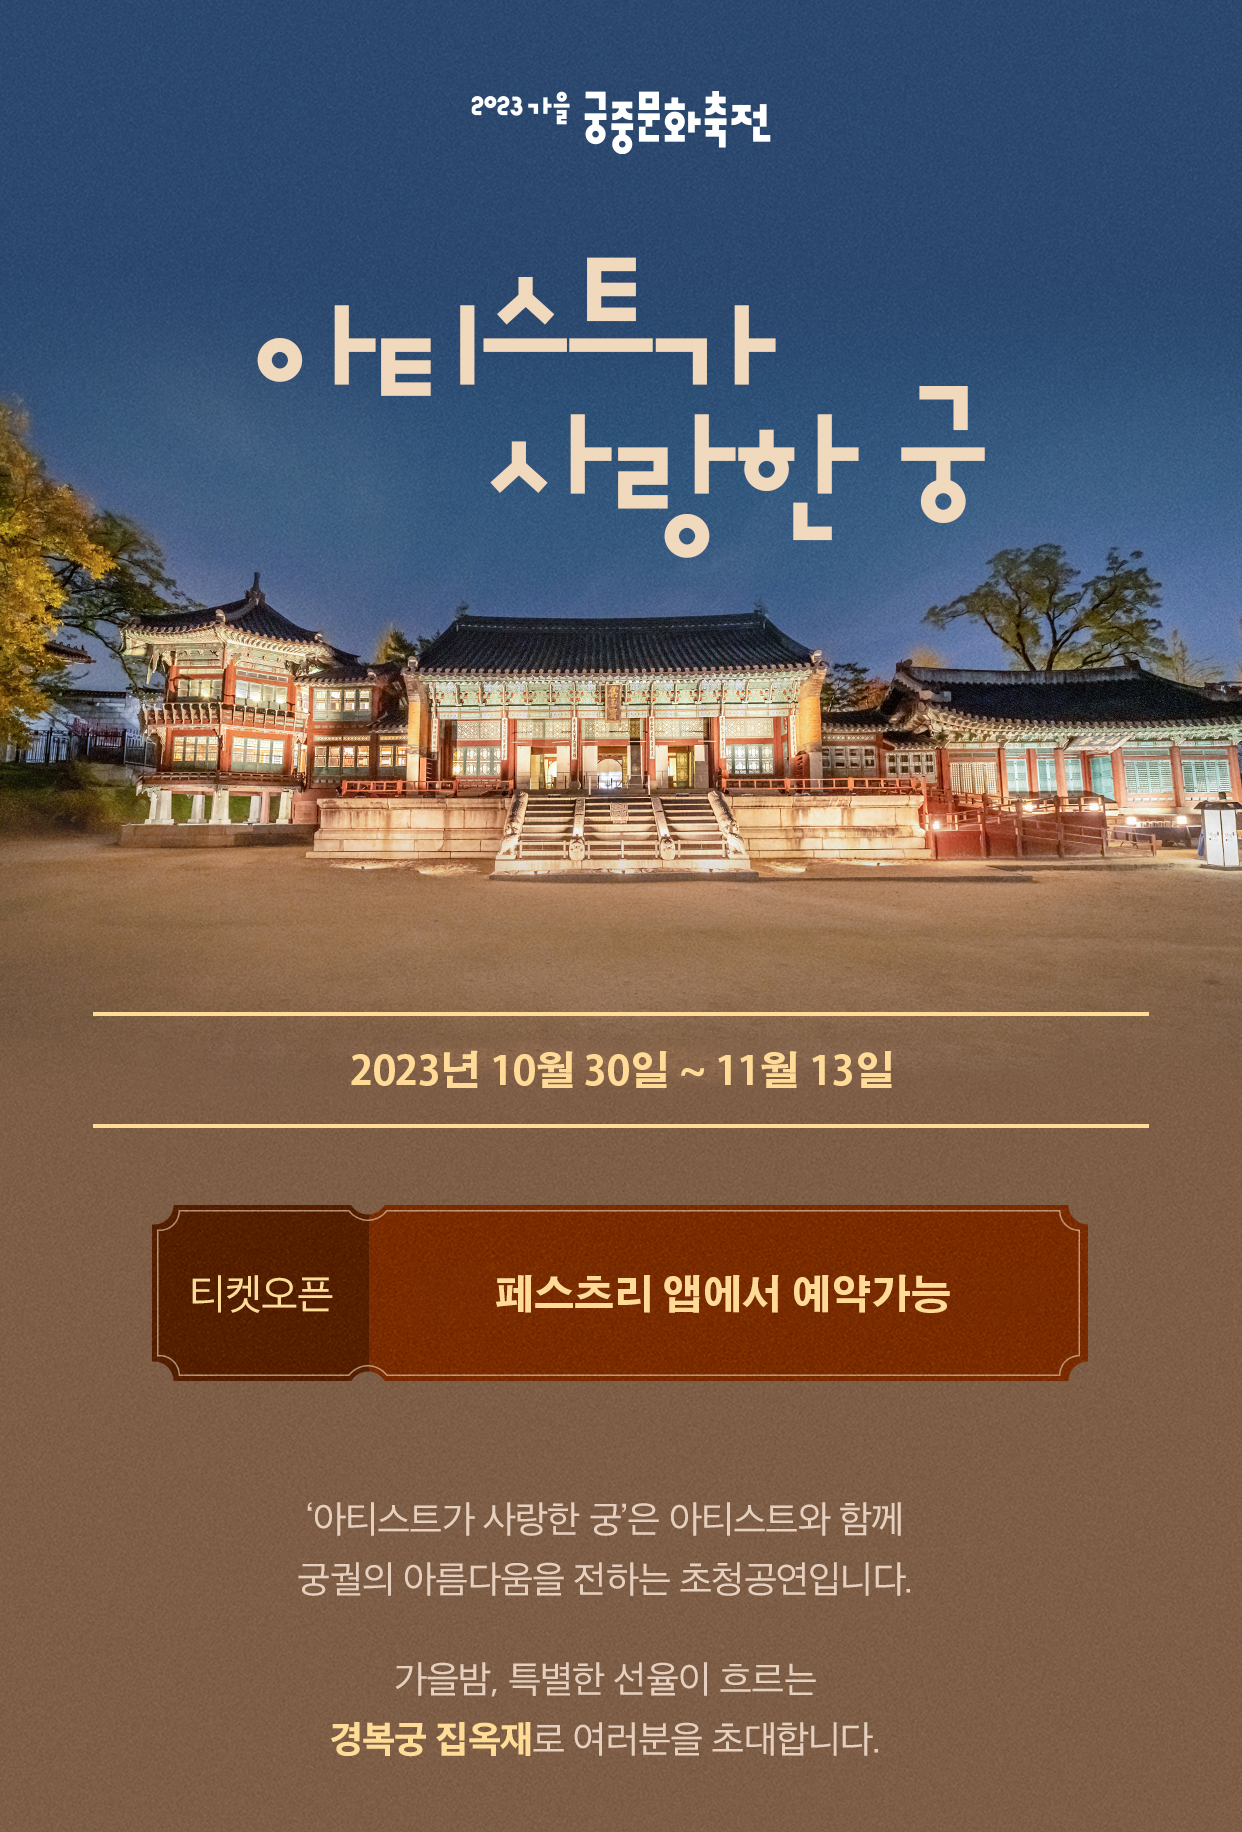 2023 가을 궁중문화축전
아티스트가
사랑한 궁
2023년 10월 30일 ~ 11월 13일
티켓오픈
페스츠리 앱에서 예약가능
‘아티스트가 사랑한 궁’은 아티스트와 함께
궁궐의 아름다움을 전하는 초청공연입니다.
가을밤, 특별한 선율이 흐르는
경복궁 집옥재로 여러분을 초대합니다.